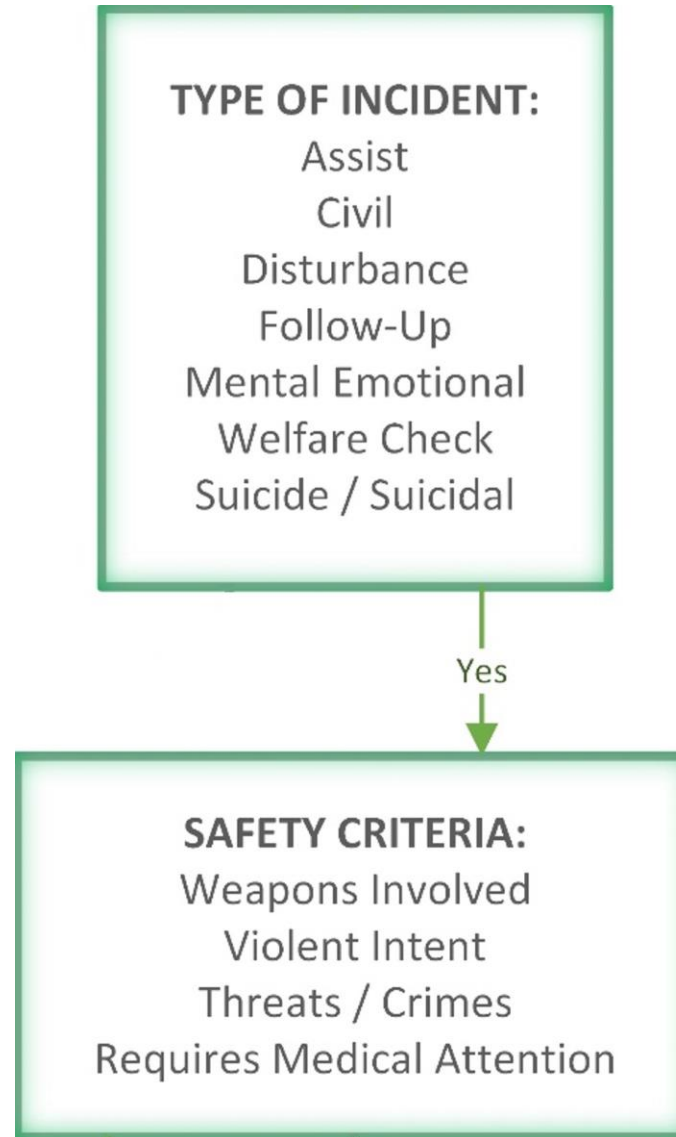 TYPE OF INCIDENT:
Assist
Civil
Disturbance
Follow-Up
Mental Emotional
Welfare Check
Suicide / Suicidal
Yes
SAFETY CRITERIA:
Weapons Involved
Violent Intent
Threats / Crimes
Requires Medical Attention